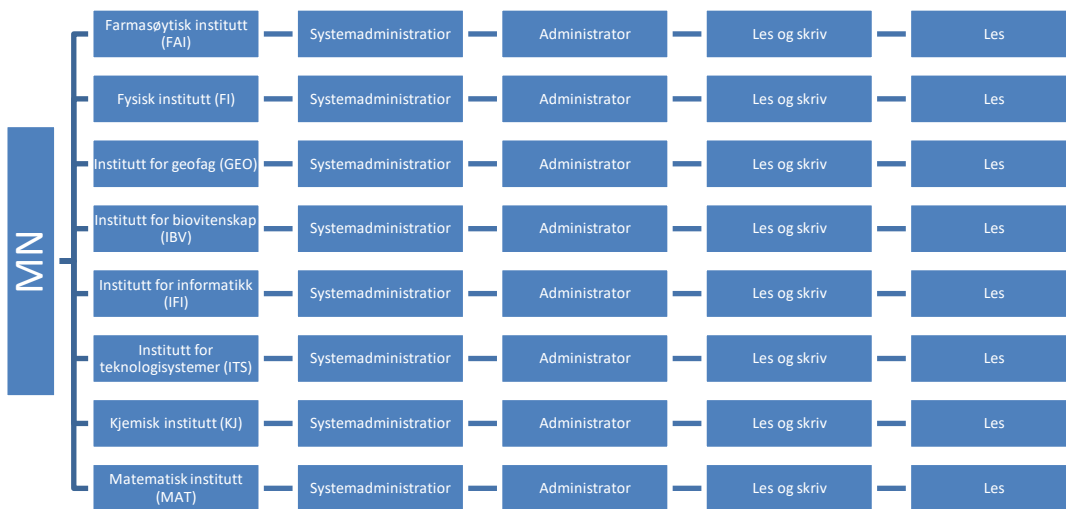 MN
Farmasøytisk institutt
(FAI)
Systemadministratior
Administrator
Les og skriv
Les
Fysisk institutt (FI)
Systemadministratior
Administrator
Les og skriv
Les
Institutt for geofag (GEO)
Systemadministratior
Administrator
Les og skriv
Les
Institutt for biovitenskap
(IBV)
Systemadministratior
Administrator
Les og skriv
Les
Institutt for informatikk
(IFI)
Systemadministratior
Administrator
Les og skriv
Les
Institutt for
teknologisystemer (ITS)
Systemadministratior
Administrator
Les og skriv
Les
Kjemisk institutt (KJ)
Systemadministratior
Administrator
Les og skriv
Les
Matematisk institutt
(MAT)
Systemadministratior
Administrator
Les og skriv
Les